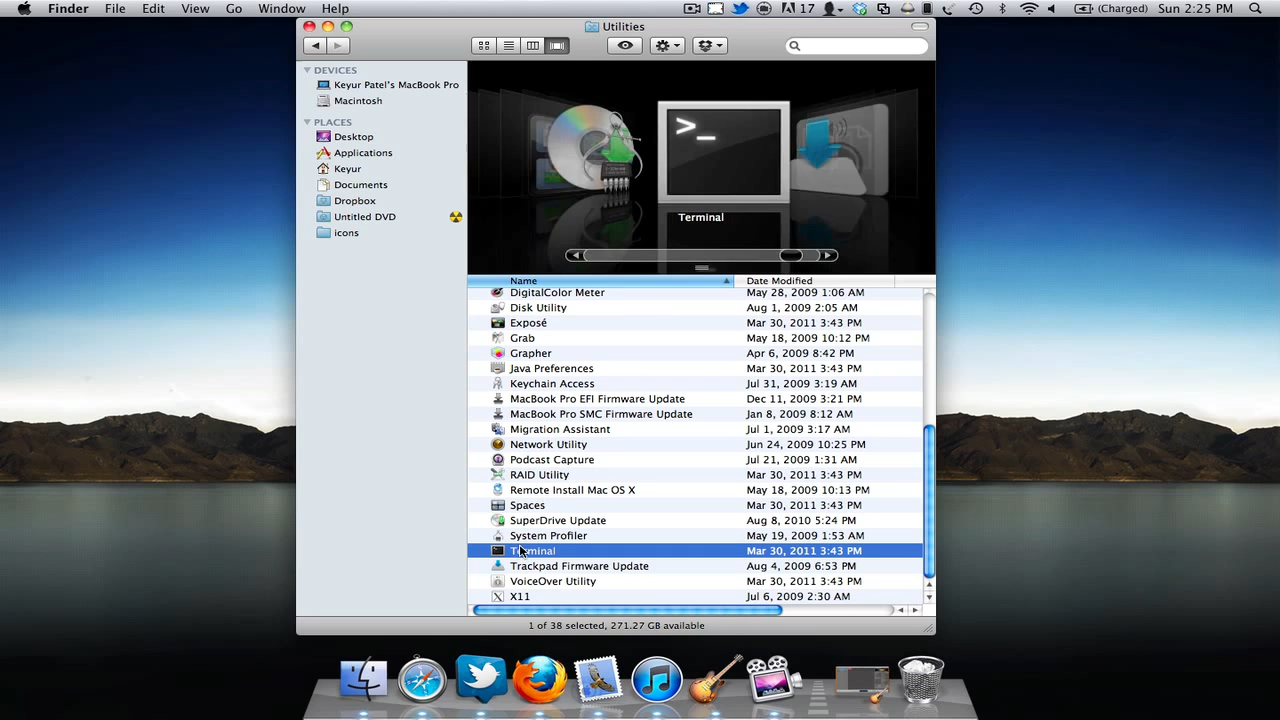 Finder File Edit View Go Window Help 17 (Charged) Sun 2:25 PM
Utilities
DEVICES
Keyur Patel's MacBook Pro
Macintosh
PLACES
Desktop
Applications
Keyur
Documents
Dropbox
Untitled DVD
icons
>_
Terminal
Name Date Modified
DigitalColor Meter May 28, 2009 1:06 AM
Disk Utility Aug 1, 2009 2:05 AM
Exposé Mar 30, 2011 3:43 PM
Grab May 18, 2009 10:12 PM
Grapher Apr 6, 2009 8:42 PM
Java Preferences Mar 30, 2011 3:43 PM
Keychain Access Jul 31, 2009 3:19 AM
MacBook Pro EFI Firmware Update Dec 11, 2009 3:21 PM
MacBook Pro SMC Firmware Update Jan 8, 2009 8:12 AM
Migration Assistant Jul 1, 2009 3:17 AM
Network Utility Jun 24, 2009 10:25 PM
Podcast Capture Jul 21, 2009 1:31 AM
RAID Utility Mar 30, 2011 3:43 PM
Remote Install Mac OS X May 18, 2009 10:13 PM
Spaces Mar 30, 2011 3:43 PM
SuperDrive Update Aug 8, 2010 5:24 PM
System Profiler May 19, 2009 1:53 AM
Terminal Mar 30, 2011 3:43 PM
Trackpad Firmware Update Aug 4, 2009 6:53 PM
VoiceOver Utility Mar 30, 2011 3:43 PM
X11 Jul 6, 2009 2:30 AM
1 of 38 selected, 271.27 GB available